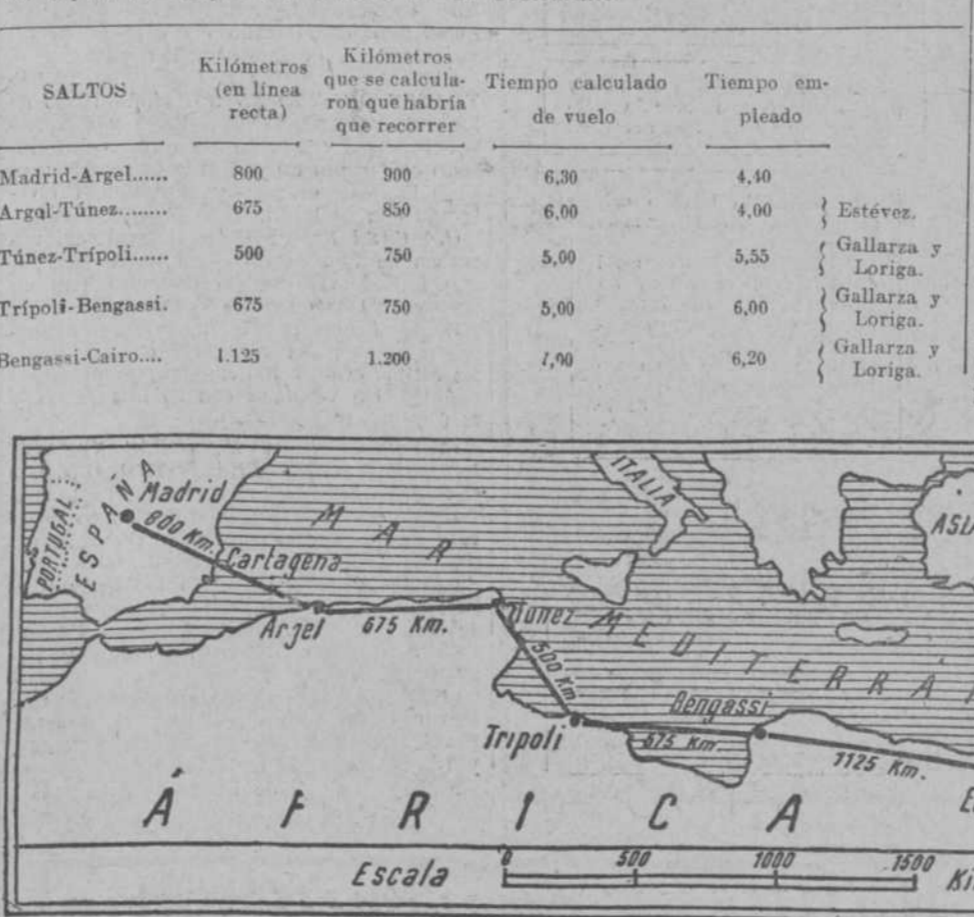 SALTOS
Kilómetros
(en línea
recta)
Kilómetros
que se calcula-
ron que habría
que recorrer
Tiempo calculado
de vuelo
Tiempo em-
pleado
Madrid-Argel...... 800 900 6,30 4,40
Argel-Túnez........ 675 850 6,00 4,00 Estévez.
Túnez-Trípoli...... 500 750 5,00 5,55 Gallarza y
Loriga.
Trípoli-Bengassi. 675 750 5,00 6,00 Gallarza y
Loriga.
Bengassi-Cairo.... 1.125 1.200 7,00 6,20 Gallarza y
Loriga.
PORTUGAL
ESPAÑA
Madrid
800 Km.
Cartagena
MAR
ITALIA
Arjel
675 Km.
Túnez
MEDITERRÁ
500 Km.
Trípoli
Bengassi
675 Km.
1125 Km.
ÁFRICA
Escala
0 500 1000 1500